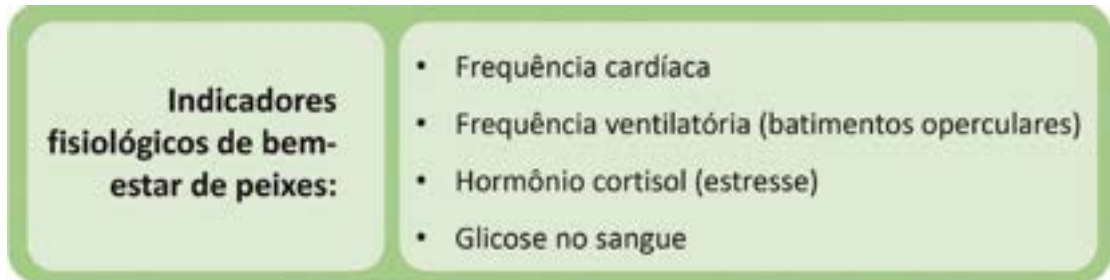 Indicadores
fisiológicos de bem-
estar de peixes:
• Frequência cardíaca
• Frequência ventilatória (batimentos operculares)
• Hormônio cortisol (estresse)
• Glicose no sangue